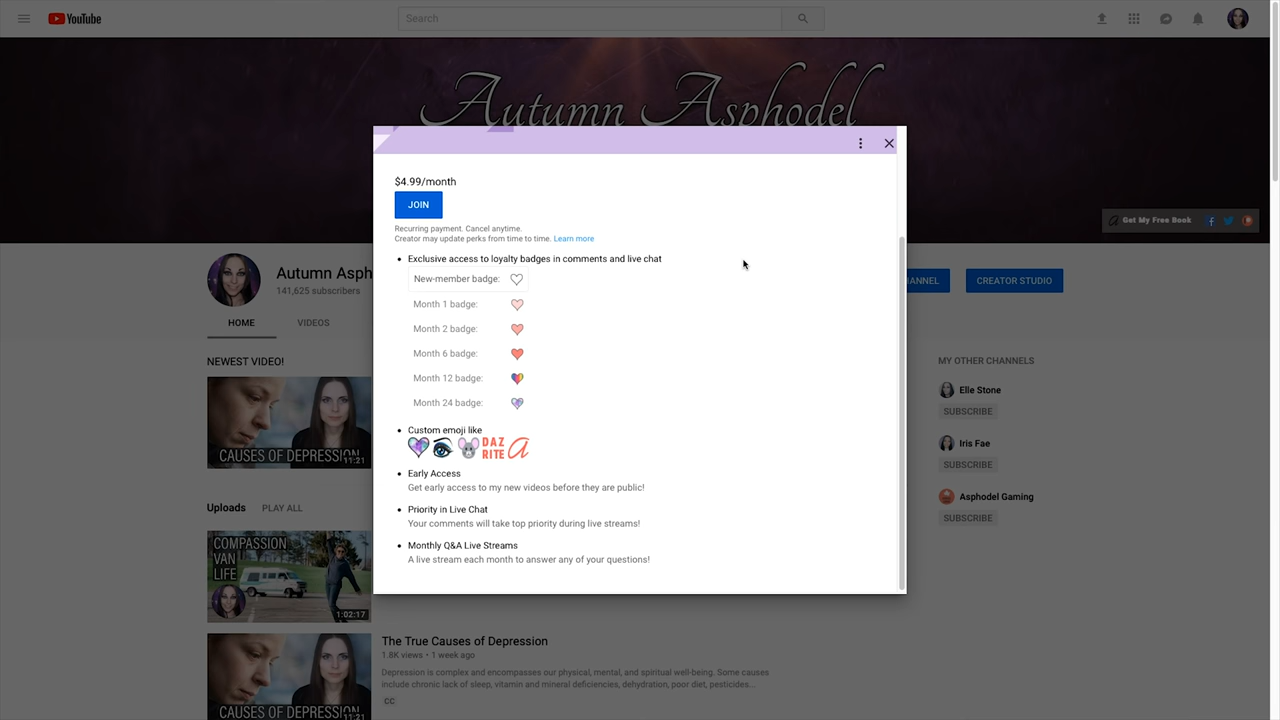 YouTube
Search
Autumn Asphodel
Get My Free Book
$4.99/month
JOIN
Recurring payment. Cancel anytime.
Creator may update perks from time to time. Learn more
Exclusive access to loyalty badges in comments and live chat
New-member badge:
Month 1 badge:
Month 2 badge:
Month 6 badge:
Month 12 badge:
Month 24 badge:
Custom emoji like
DAZ
RITE
Early Access
Get early access to my new videos before they are public!
Priority in Live Chat
Your comments will take top priority during live streams!
Monthly Q&A Live Streams
A live stream each month to answer any of your questions!
Autumn Asph
141,625 subscribers
CREATOR STUDIO
HOME
VIDEOS
NEWEST VIDEO!
CAUSES OF DEPRESSION
11:21
Uploads
PLAY ALL
COMPASSION
VAN
LIFE
1:02:17
CAUSES OF DEPRESSION
11:21
The True Causes of Depression
1.8K views • 1 week ago
Depression is complex and encompasses our physical, mental, and spiritual well-being. Some causes
include chronic lack of sleep, vitamin and mineral deficiencies, dehydration, poor diet, pesticides...
CC
MY OTHER CHANNELS
Elle Stone
SUBSCRIBE
Iris Fae
SUBSCRIBE
Asphodel Gaming
SUBSCRIBE